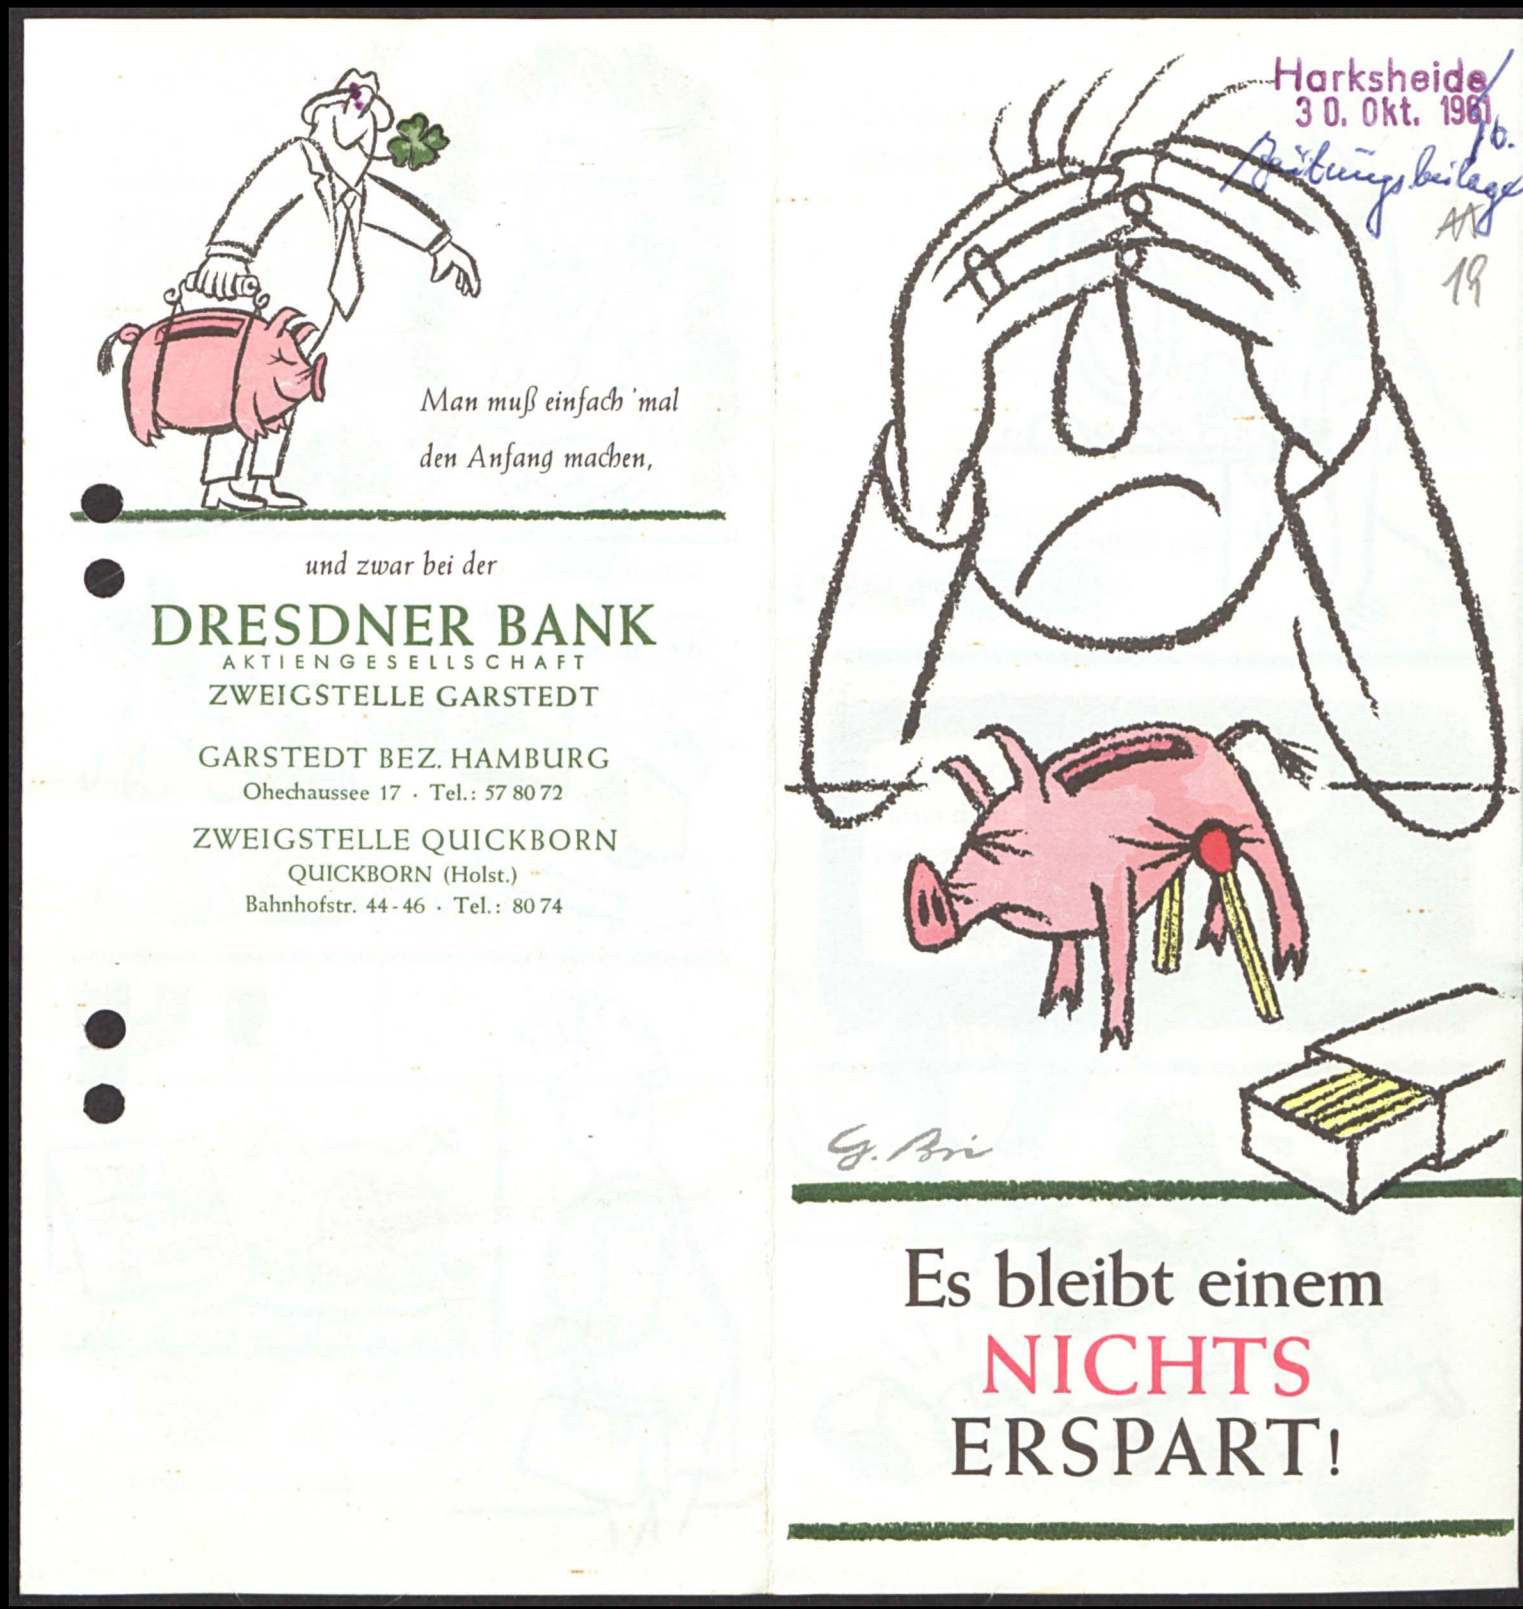 Man muß einfach 'mal
den Anfang machen,
und zwar bei der
DRESDNER BANK
AKTIENGESELLSCHAFT
ZWEIGSTELLE GARSTEDT
GARSTEDT BEZ. HAMBURG
Ohechaussee 17 · Tel.: 57 80 72
ZWEIGSTELLE QUICKBORN
QUICKBORN (Holst.)
Bahnhofstr. 44-46 · Tel.: 80 74
Harksheide
30. Okt. 1961
Zeitungsbeilage
19
Es bleibt einem
NICHTS
ERSPART!